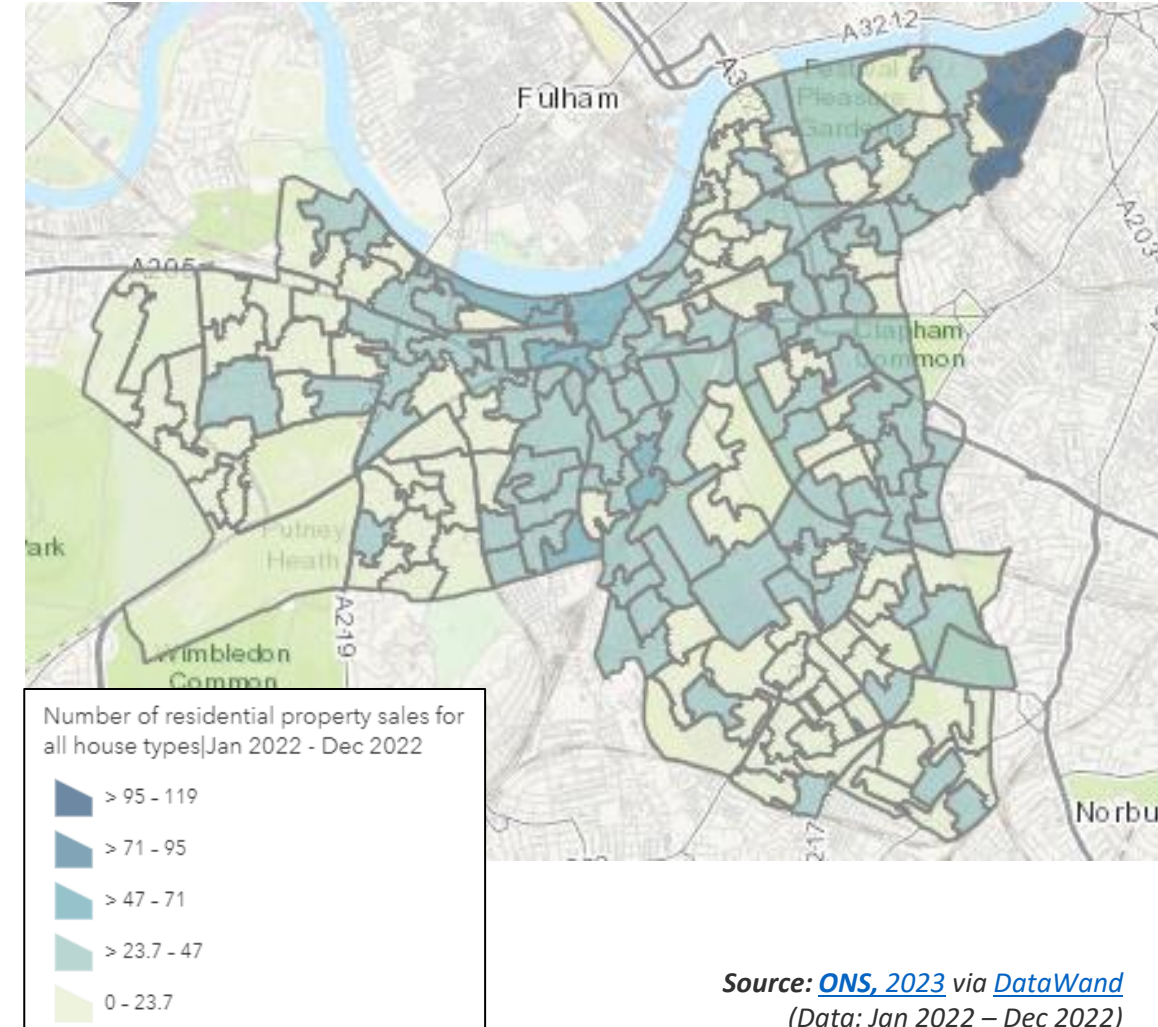 A3212
Fulham
A3
Festival
Pleasure
Gardens
A205
A203
Clapham
Common
Putney
Heath
ark
A219
Wimbledon
Common
Norbu
Number of residential property sales for
all house types|Jan 2022 - Dec 2022
> 95 - 119
> 71 - 95
> 47 - 71
> 23.7 - 47
0 - 23.7
Source: ONS, 2023 via DataWand
(Data: Jan 2022 – Dec 2022)